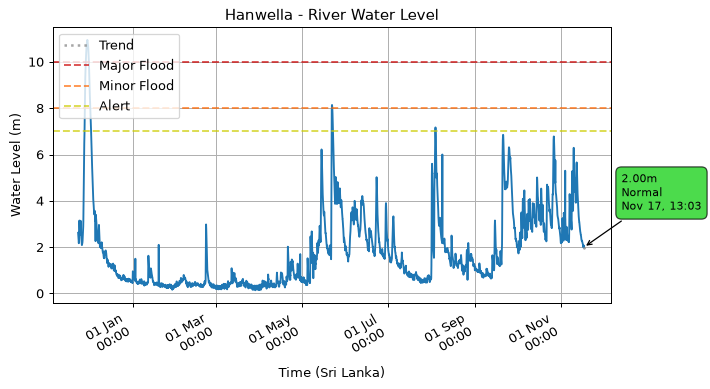 Hanwella - River Water Level
Trend
Major Flood
Minor Flood
Alert
10
8
6
4
2
0
Water Level (m)
2.00m
Normal
Nov 17, 13:03
01 Jan
00:00
01 Mar
00:00
01 May
00:00
01 Jul
00:00
01 Sep
00:00
01 Nov
00:00
Time (Sri Lanka)